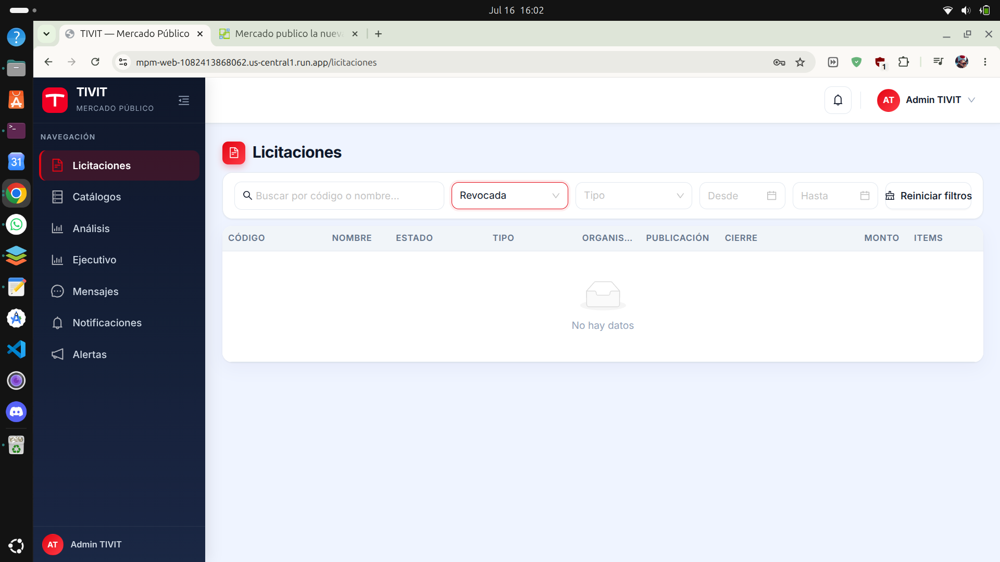 Jul 16 16:02
TIVIT — Mercado Público
Mercado publico la nueva
mpm-web-1082413868062.us-central1.run.app/licitaciones
1
31
TIVIT
MERCADO PÚBLICO
AT Admin TIVIT
NAVEGACIÓN
Licitaciones
Catálogos
Análisis
Ejecutivo
Mensajes
Notificaciones
Alertas
AT Admin TIVIT
Licitaciones
Buscar por código o nombre... Revocada Tipo Desde Hasta Reiniciar filtros
CÓDIGO NOMBRE ESTADO TIPO ORGANIS... PUBLICACIÓN CIERRE MONTO ITEMS
No hay datos